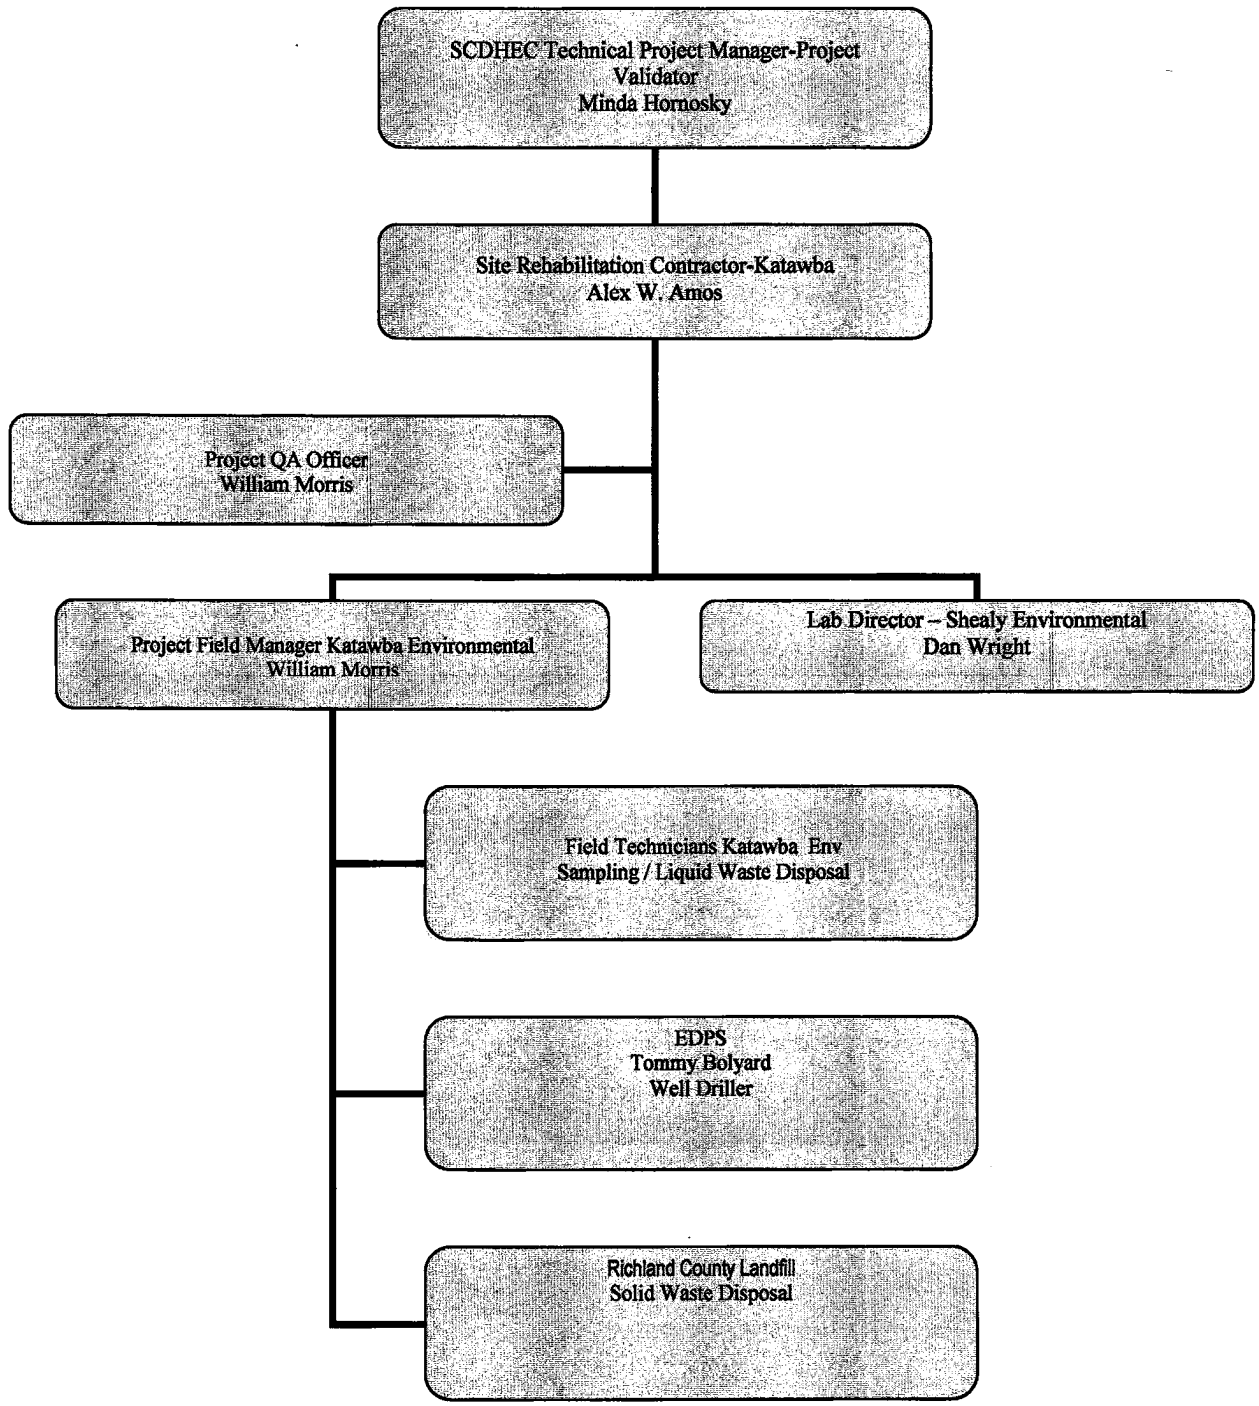 SCDHEC Technical Project Manager-Project
Validator
Minda Hornosky
Site Rehabilitation Contractor-Katawba
Alex W. Amos
Project QA Officer
William Morris
Project Field Manager Katawba Environmental
William Morris
Lab Director – Shealy Environmental
Dan Wright
Field Technicians Katawba Env
Sampling / Liquid Waste Disposal
EDPS
Tommy Bolyard
Well Driller
Richland County Landfill
Solid Waste Disposal